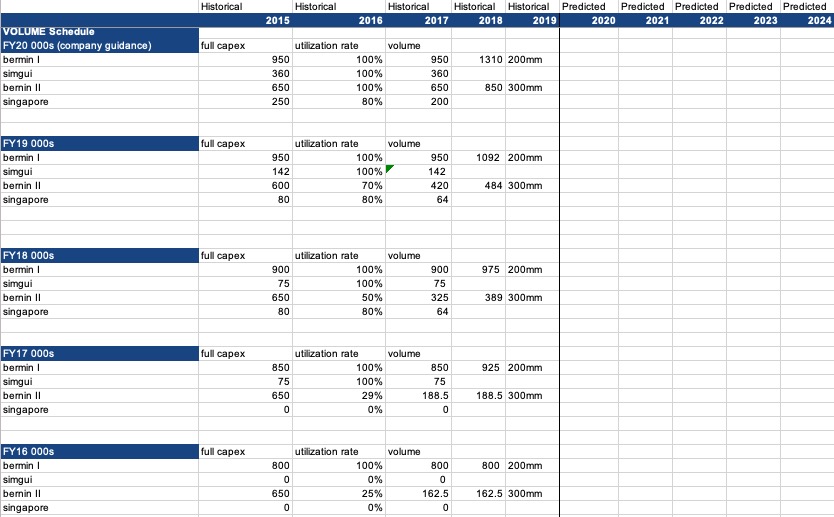 Historical Historical Historical Historical Historical Predicted Predicted Predicted Predicted Predicted
2015 2016 2017 2018 2019 2020 2021 2022 2023 2024
VOLUME Schedule
FY20 000s (company guidance) full capex utilization rate volume
bermin I 950 100% 950 1310 200mm
simgui 360 100% 360
bernin II 650 100% 650 850 300mm
singapore 250 80% 200
FY19 000s full capex utilization rate volume
bermin I 950 100% 950 1092 200mm
simgui 142 100% 142
bernin II 600 70% 420 484 300mm
singapore 80 80% 64
FY18 000s full capex utilization rate volume
bermin I 900 100% 900 975 200mm
simgui 75 100% 75
bernin II 650 50% 325 389 300mm
singapore 80 80% 64
FY17 000s full capex utilization rate volume
bermin I 850 100% 850 925 200mm
simgui 75 100% 75
bernin II 650 29% 188.5 188.5 300mm
singapore 0 0% 0
FY16 000s full capex utilization rate volume
bermin I 800 100% 800 800 200mm
simgui 0 0% 0
bernin II 650 25% 162.5 162.5 300mm
singapore 0 0% 0